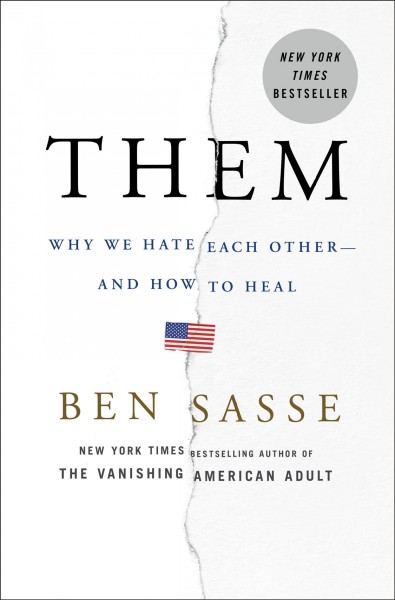 NEW YORK
TIMES
BESTSELLER
THEM
WHY WE HATE EACH OTHER—
AND HOW TO HEAL
BEN SASSE
NEW YORK TIMES BESTSELLING AUTHOR OF
THE VANISHING AMERICAN ADULT